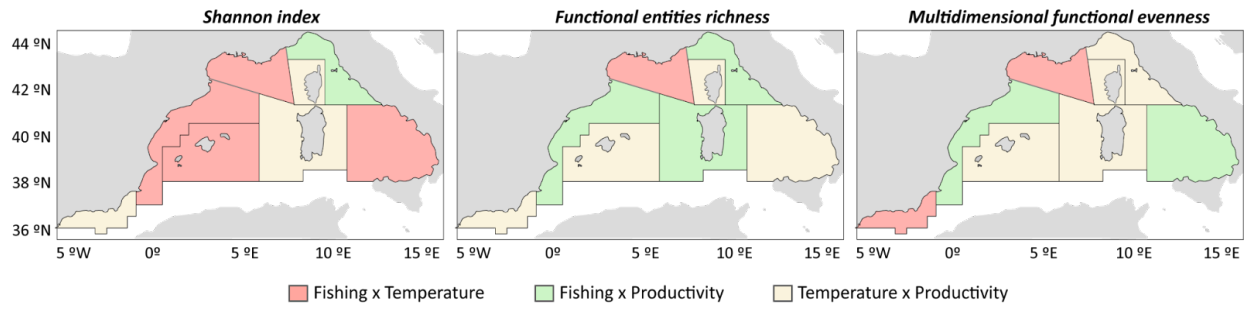 Shannon index
Functional entities richness
Multidimensional functional evenness
44 ºN
42 ºN
40 ºN
38 ºN
36 ºN
5 ºW 0º 5 ºE 10 ºE 15 ºE
5 ºW 0º 5 ºE 10 ºE 15 ºE
5 ºW 0º 5 ºE 10 ºE 15 ºE
Fishing x Temperature
Fishing x Productivity
Temperature x Productivity